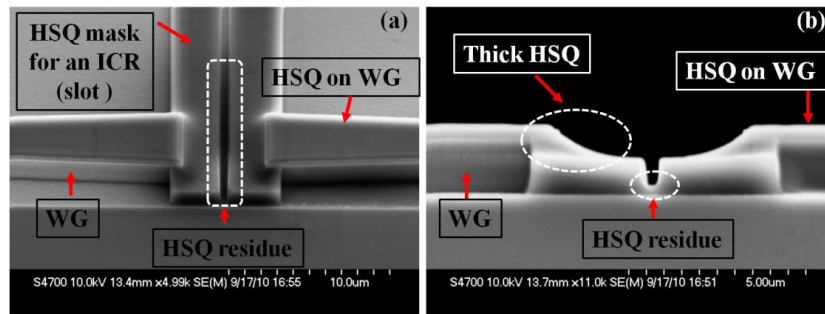 (a)
HSQ mask
for an ICR
(slot )
HSQ on WG
WG
HSQ residue
S4700 10.0kV 13.4mm x4.99k SE(M) 9/17/10 16:55
10.0um
(b)
Thick HSQ
HSQ on WG
WG
HSQ residue
S4700 10.0kV 13.7mm x11.0k SE(M) 9/17/10 16:51
5.00um